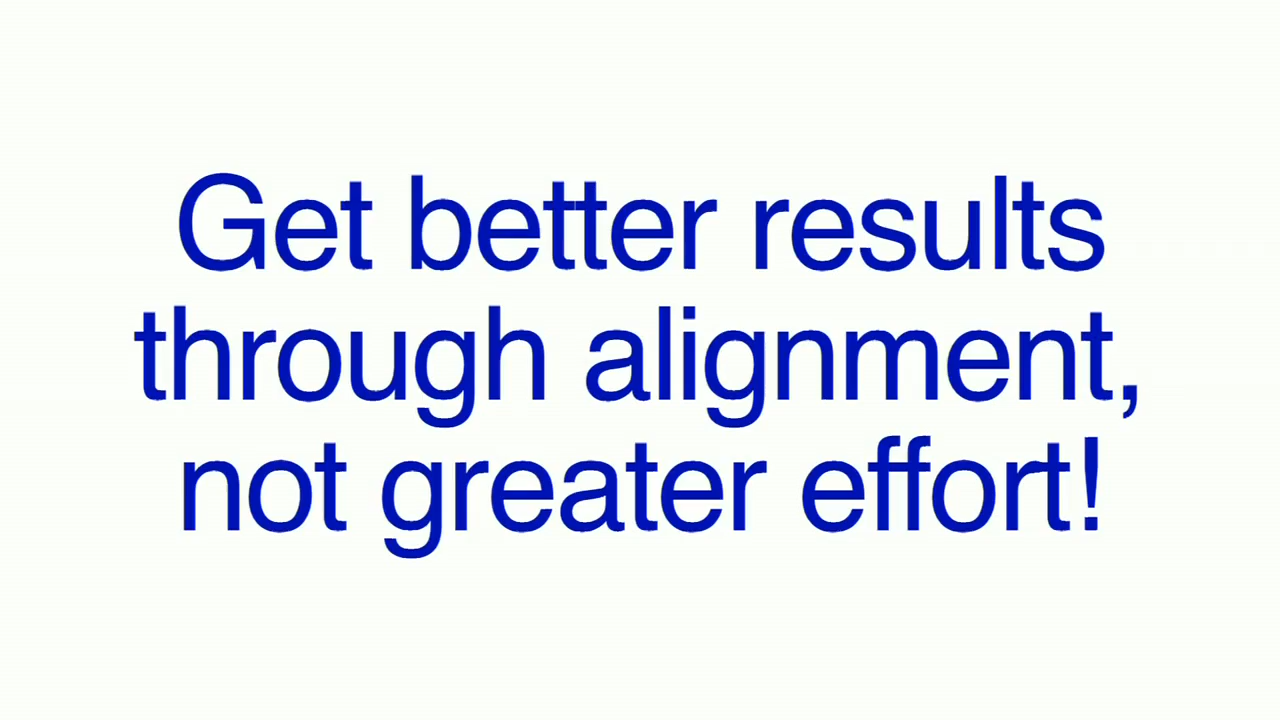 Get better results
through alignment,
not greater effort!